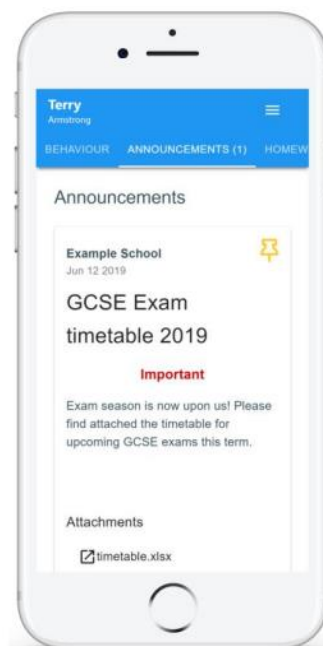 Terry
Armstrong
BEHAVIOUR ANNOUNCEMENTS (1) HOMEW
Announcements
Example School
Jun 12 2019
GCSE Exam
timetable 2019
Important
Exam season is now upon us! Please
find attached the timetable for
upcoming GCSE exams this term.
Attachments
timetable.xlsx